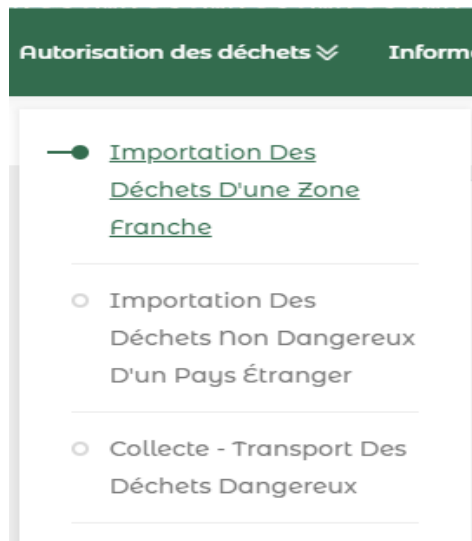 Autorisation des déchets Inform
Importation Des
Déchets D'une Zone
Franche
Importation Des
Déchets Non Dangereux
D'un Pays Étranger
Collecte - Transport Des
Déchets Dangereux